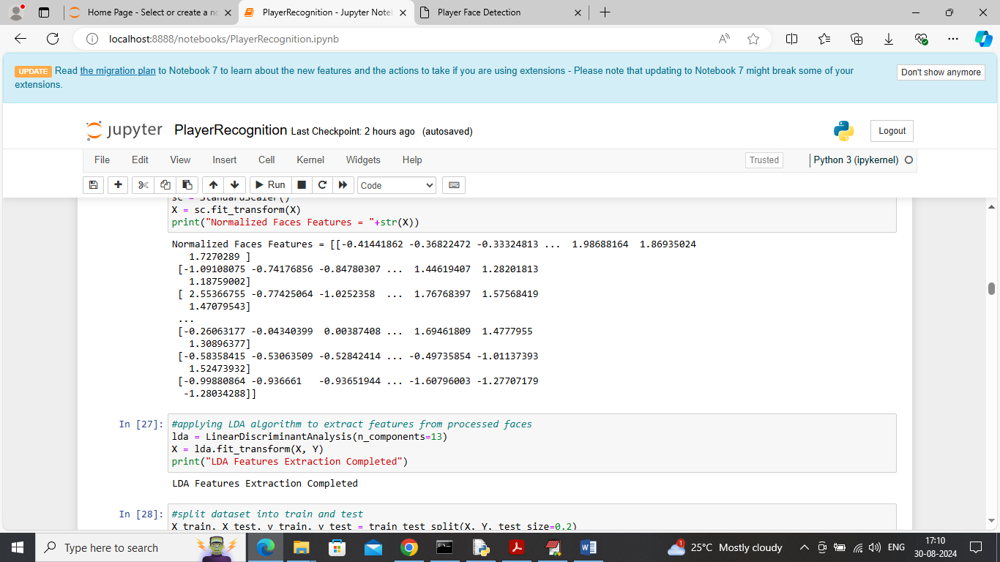 Home Page - Select or create a no
PlayerRecognition - Jupyter Note
Player Face Detection
localhost:8888/notebooks/PlayerRecognition.ipynb
UPDATE Read the migration plan to Notebook 7 to learn about the new features and the actions to take if you are using extensions - Please note that updating to Notebook 7 might break some of your
extensions.
Don't show anymore
jupyter PlayerRecognition Last Checkpoint: 2 hours ago (autosaved)
Logout
File Edit View Insert Cell Kernel Widgets Help
Trusted
Python 3 (ipykernel)
Run
Code
sc = StandardScaler()
X = sc.fit_transform(X)
print("Normalized Faces Features = "+str(X))
Normalized Faces Features = [[-0.41441862 -0.36822472 -0.33324813 ... 1.98688164 1.86935024
1.7270289 ]
[-1.09108075 -0.74176856 -0.84780307 ... 1.44619407 1.28201813
1.18759002]
[ 2.55366755 -0.77425064 -1.0252358 ... 1.76768397 1.57568419
1.47079543]
...
[-0.26063177 -0.04340399 0.00387408 ... 1.69461809 1.4777955
1.30896377]
[-0.58358415 -0.53063509 -0.52842414 ... -0.49735854 -1.01137393
1.52473932]
[-0.99880864 -0.936661 -0.93651944 ... -1.60796003 -1.27707179
-1.28034288]]
In [27]:
#applying LDA algorithm to extract features from processed faces
lda = LinearDiscriminantAnalysis(n_components=13)
X = lda.fit_transform(X, Y)
print("LDA Features Extraction Completed")
LDA Features Extraction Completed
In [28]:
#split dataset into train and test
X_train, X_test, y_train, y_test = train_test_split(X, Y, test_size=0.2)
Type here to search
25°C Mostly cloudy
ENG
17:10
30-08-2024